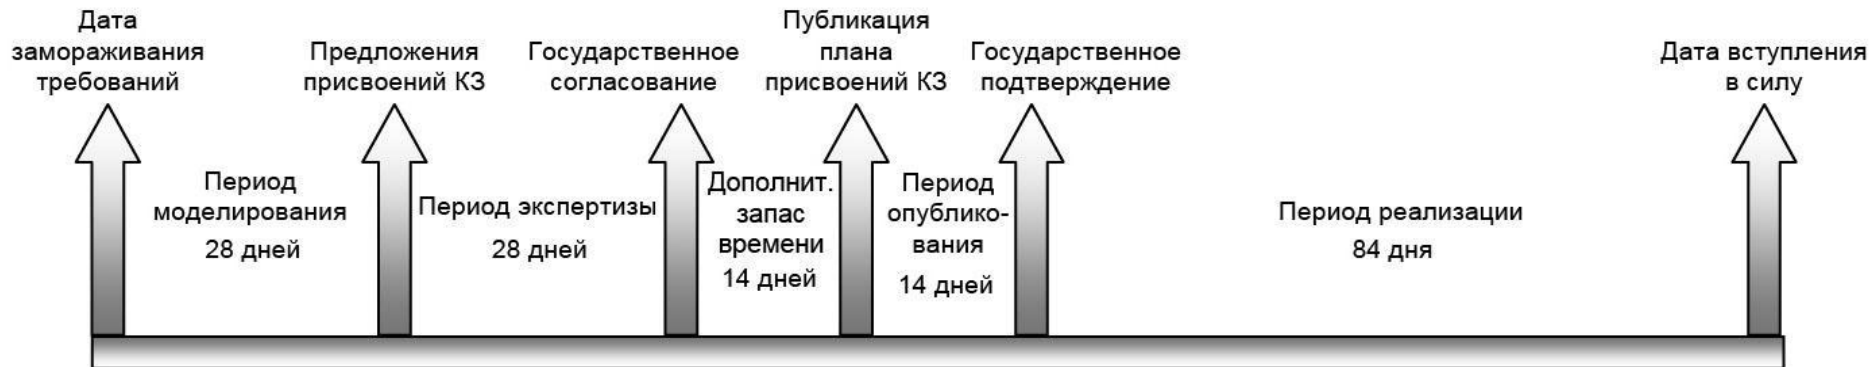 Дата
замораживания
требований
Предложения
присвоений КЗ
Государственное
согласование
Публикация
плана
присвоений КЗ
Государственное
подтверждение
Дата вступления
в силу
Период
моделирования
28 дней
Период экспертизы
28 дней
Дополнит.
запас
времени
14 дней
Период
опублико-
вания
14 дней
Период реализации
84 дня